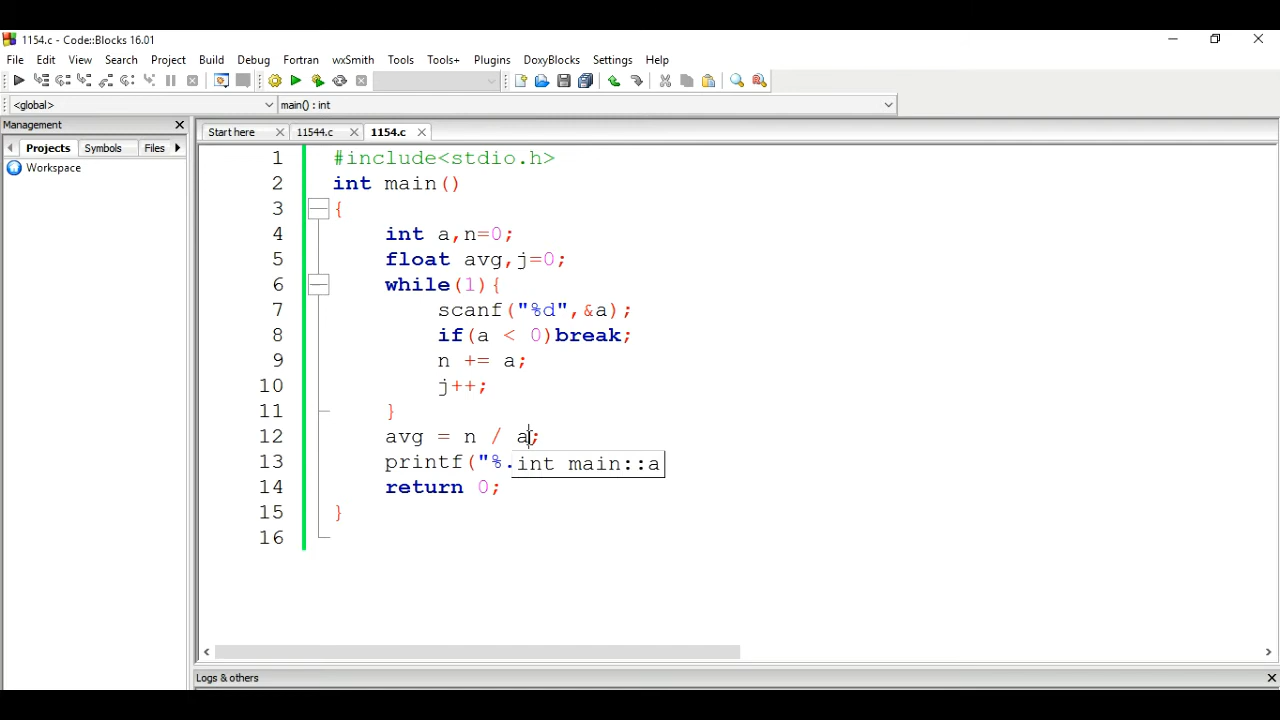 1154.c - Code::Blocks 16.01
File Edit View Search Project Build Debug Fortran wxSmith Tools Tools+ Plugins DoxyBlocks Settings Help
<global> main() : int
Management
Start here 11544.c 1154.c
Projects Symbols Files
Workspace
1 #include<stdio.h>
2 int main()
3 {
4 int a,n=0;
5 float avg,j=0;
6 while(1){
7 scanf("%d",&a);
8 if(a < 0)break;
9 n += a;
10 j++;
11 }
12 avg = n / a;
13 printf("%.
int main::a
14 return 0;
15 }
16
Logs & others